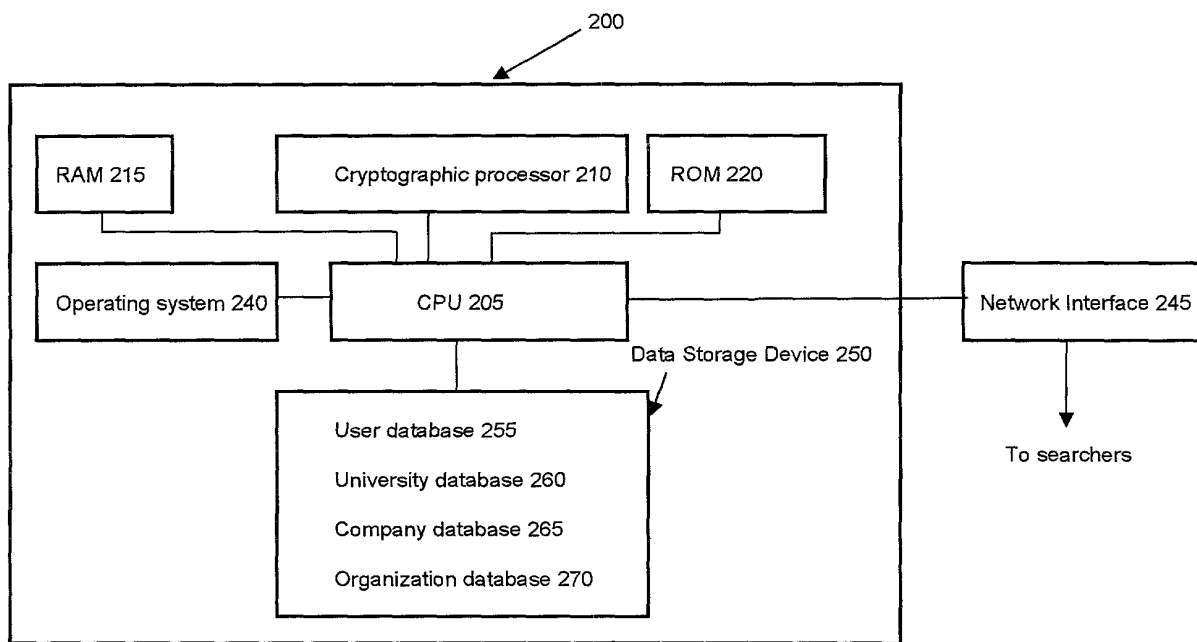 200
RAM 215
Cryptographic processor 210
ROM 220
Operating system 240
CPU 205
Network Interface 245
Data Storage Device 250
User database 255
University database 260
Company database 265
Organization database 270
To searchers